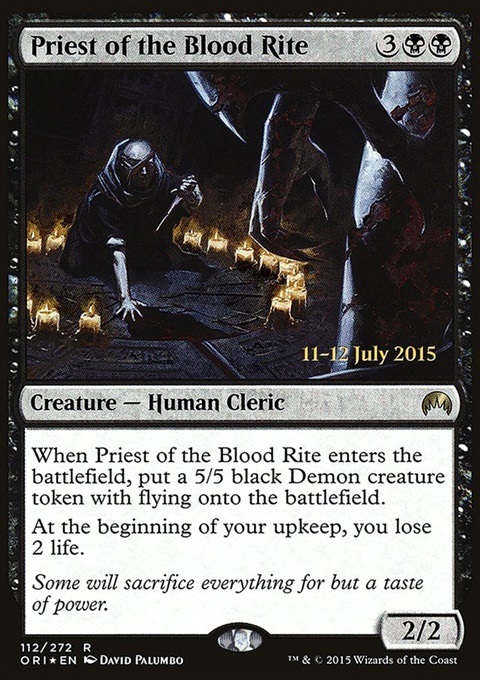 Priest of the Blood Rite 3
11–12 July 2015
Creature — Human Cleric
When Priest of the Blood Rite enters the
battlefield, put a 5/5 black Demon creature
token with flying onto the battlefield.
At the beginning of your upkeep, you lose
2 life.
Some will sacrifice everything for but a taste
of power.
2/2
112/272 R
ORI★EN David Palumbo
™ & © 2015 Wizards of the Coast